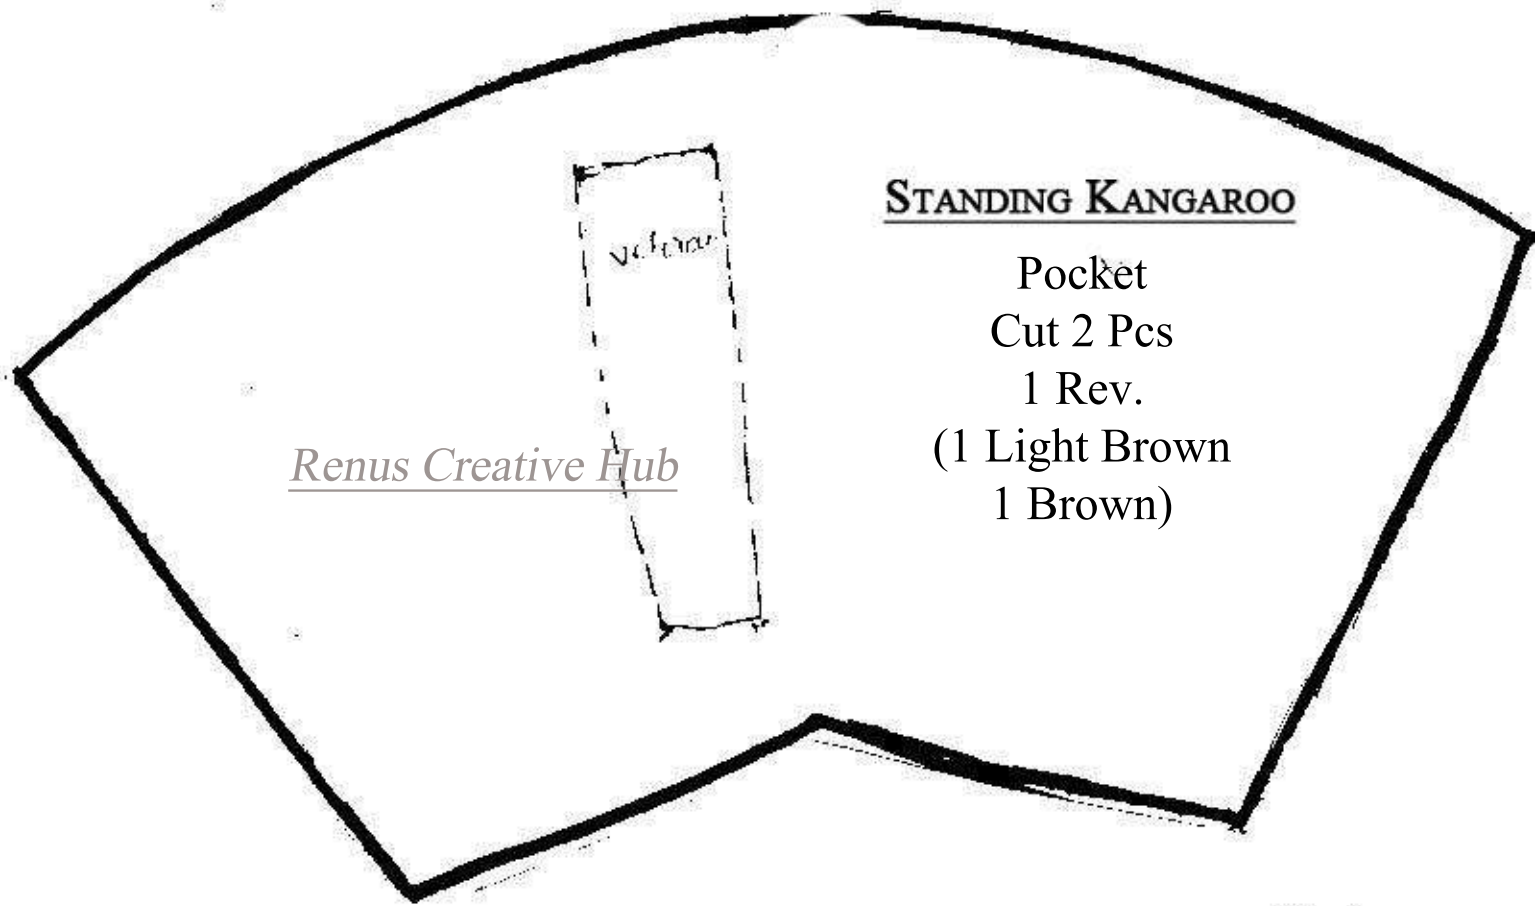 STANDING KANGAROO
Pocket
Cut 2 Pcs
1 Rev.
(1 Light Brown
1 Brown)
Renus Creative Hub